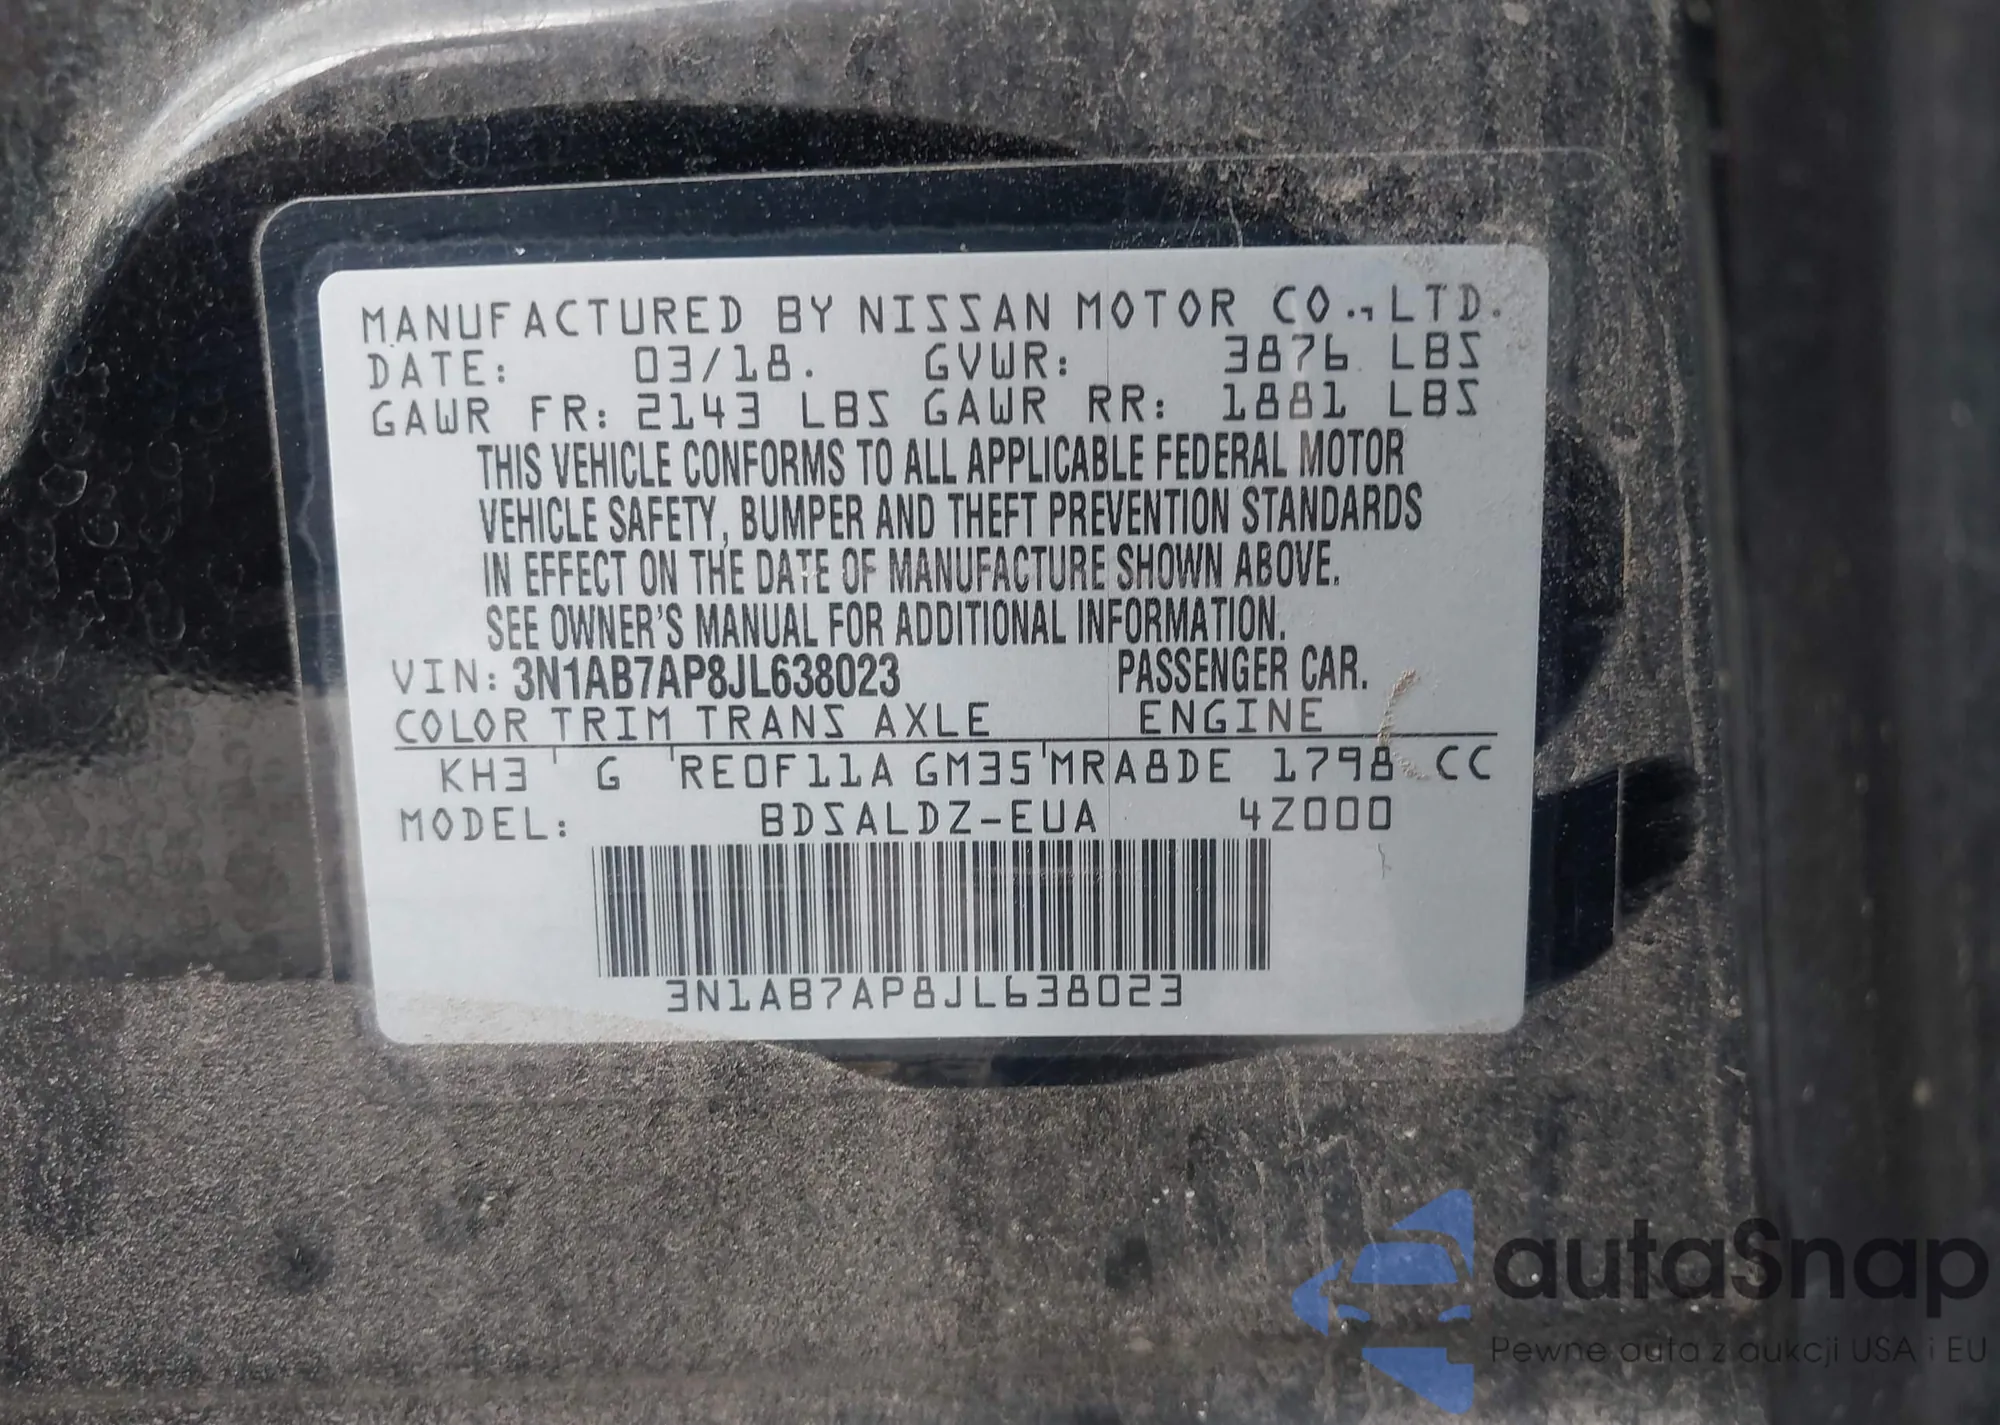 MANUFACTURED BY NISSAN MOTOR CO., LTD.
DATE: 03/18. GVWR: 3876 LBS
GAWR FR: 2143 LBS GAWR RR: 1881 LBS
THIS VEHICLE CONFORMS TO ALL APPLICABLE FEDERAL MOTOR
VEHICLE SAFETY, BUMPER AND THEFT PREVENTION STANDARDS
IN EFFECT ON THE DATE OF MANUFACTURE SHOWN ABOVE.
SEE OWNER'S MANUAL FOR ADDITIONAL INFORMATION.
VIN: 3N1AB7AP8JL638023 PASSENGER CAR.
COLOR TRIM TRANS AXLE ENGINE
KH3 ' G 'RE0F11A GM35'MRA8DE 1798 CC
MODEL: BDSALDZ-EUA 4Z000
3N1AB7AP8JL638023
autaSnap
Pewne auta z aukcji USA i EU